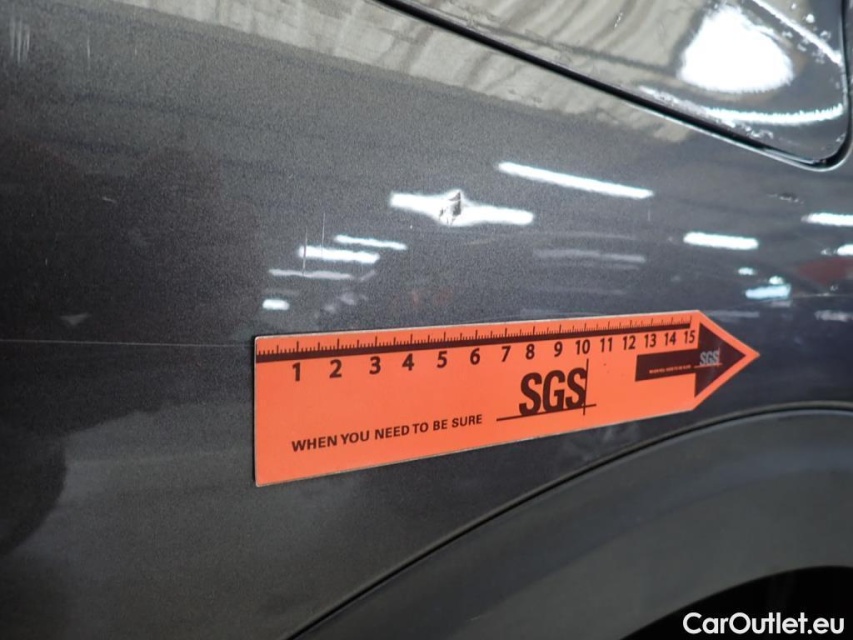 1 2 3 4 5 6 7 8 9 10 11 12 13 14 15
SGS
SGS
WHEN YOU NEED TO BE SURE
CarOutlet.eu